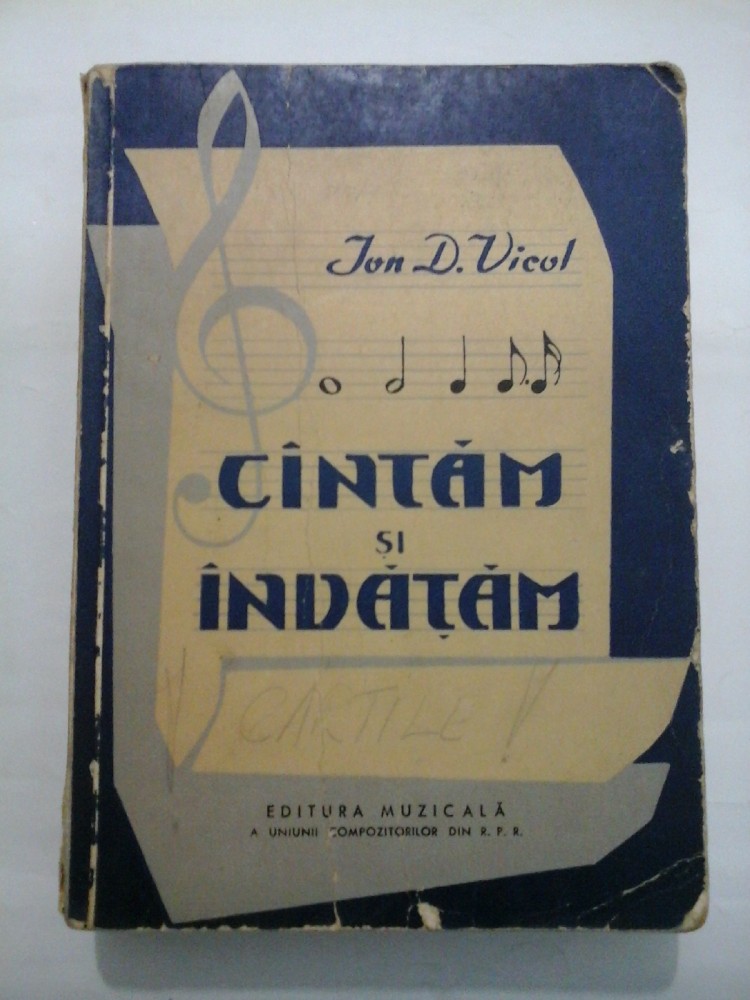 Ion D. Vicol
CÎNTĂM
ȘI
ÎNVĂȚĂM
CARTILE !
EDITURA MUZICALĂ
A UNIUNII COMPOZITORILOR DIN R. P. R.